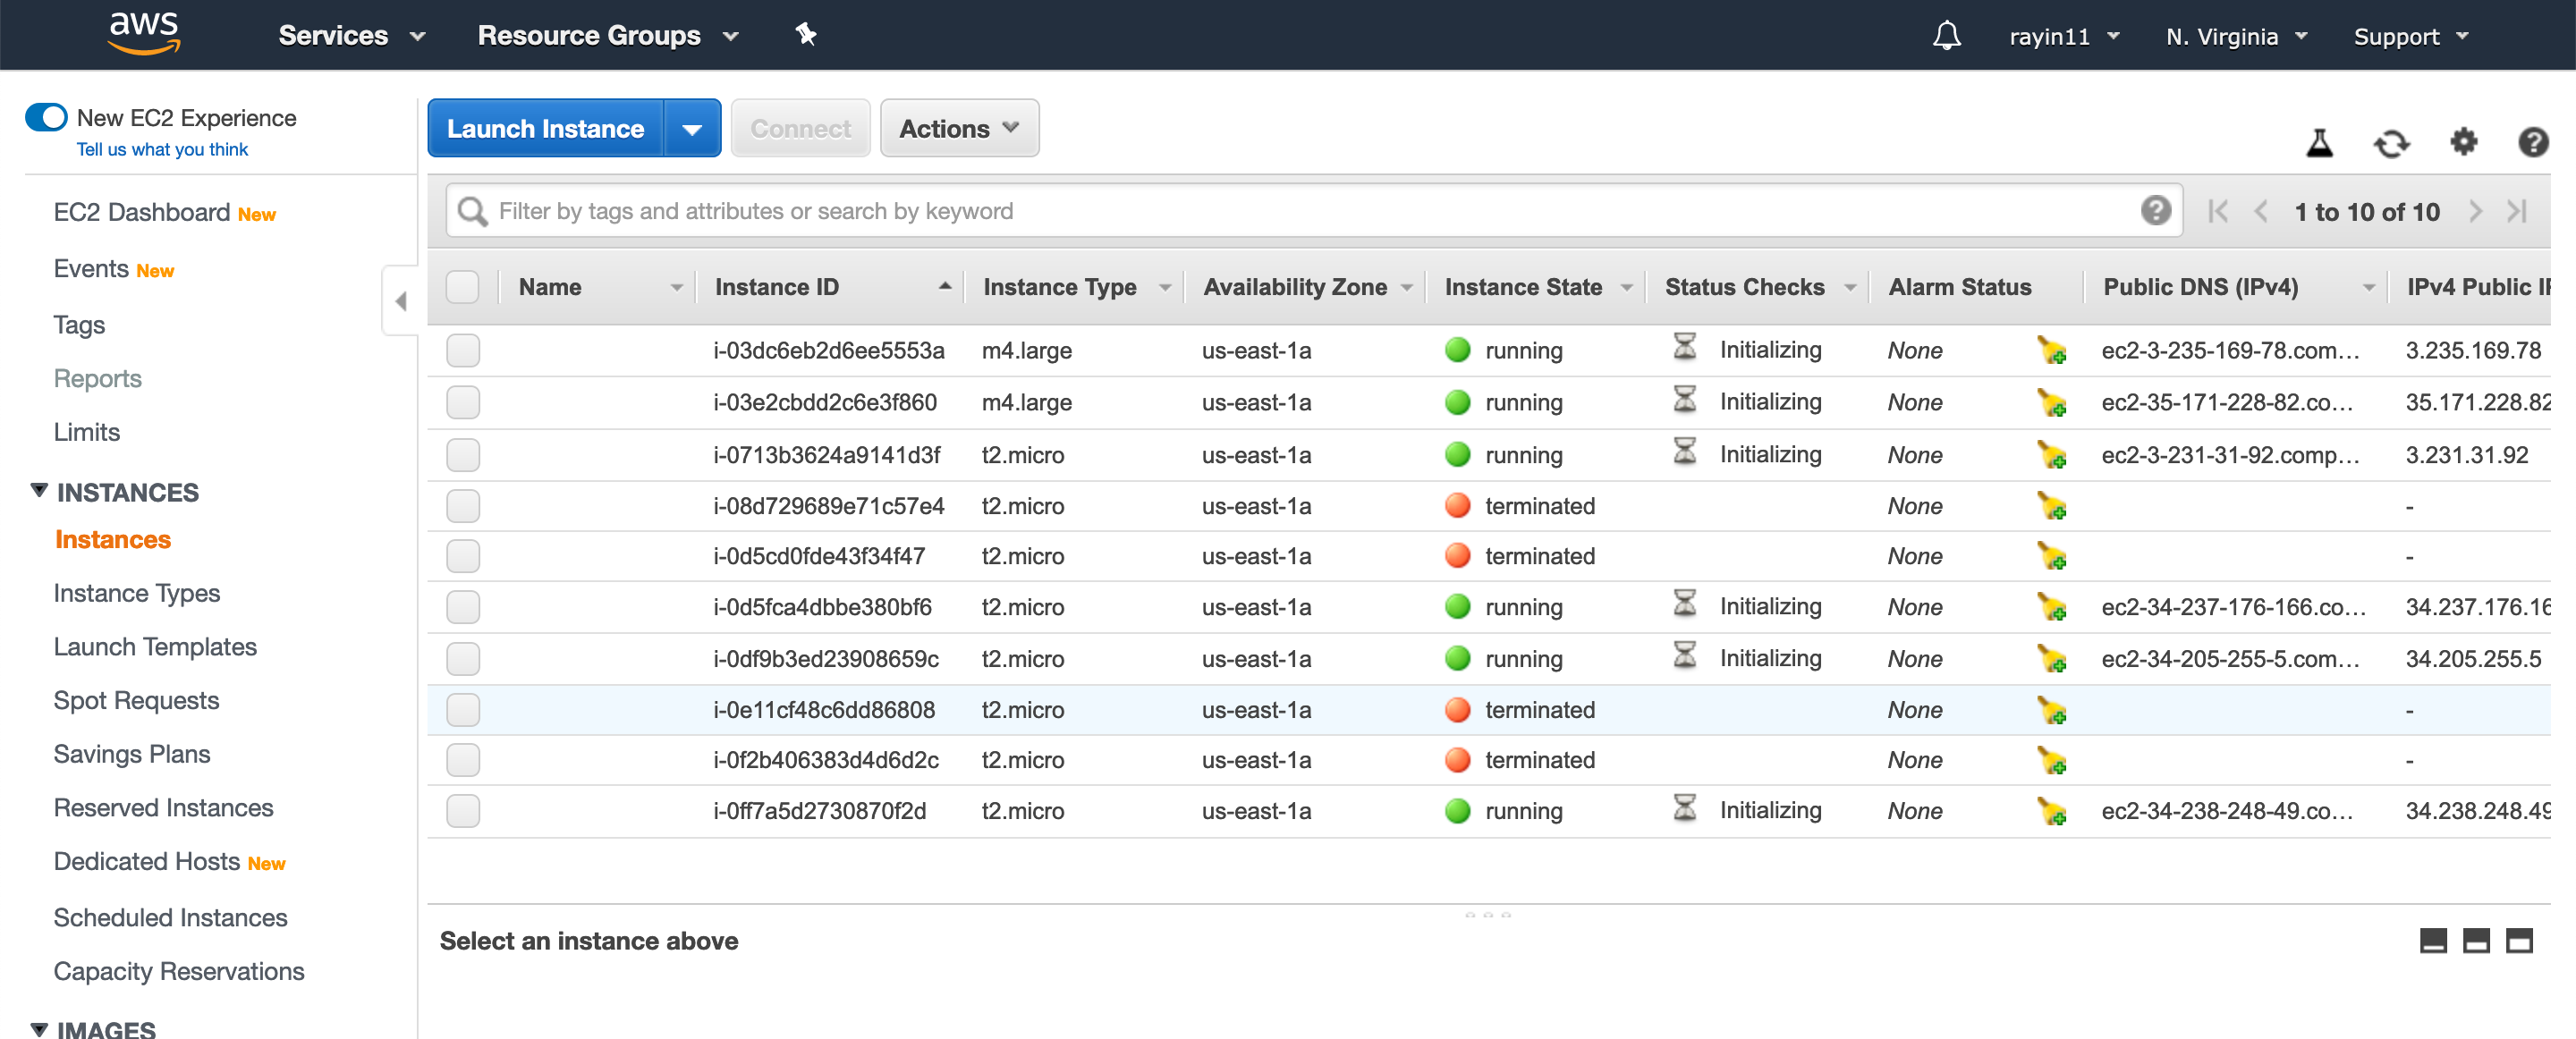 aws Services Resource Groups rayin11 N. Virginia Support
New EC2 Experience
Tell us what you think
EC2 Dashboard New
Events New
Tags
Reports
Limits
INSTANCES
Instances
Instance Types
Launch Templates
Spot Requests
Savings Plans
Reserved Instances
Dedicated Hosts New
Scheduled Instances
Capacity Reservations
IMAGES
Launch Instance Connect Actions
Filter by tags and attributes or search by keyword 1 to 10 of 10
Name Instance ID Instance Type Availability Zone Instance State Status Checks Alarm Status Public DNS (IPv4) IPv4 Public IP
i-03dc6eb2d6ee5553a m4.large us-east-1a running Initializing None ec2-3-235-169-78.com... 3.235.169.78
i-03e2cbdd2c6e3f860 m4.large us-east-1a running Initializing None ec2-35-171-228-82.co... 35.171.228.82
i-0713b3624a9141d3f t2.micro us-east-1a running Initializing None ec2-3-231-31-92.comp... 3.231.31.92
i-08d729689e71c57e4 t2.micro us-east-1a terminated None -
i-0d5cd0fde43f34f47 t2.micro us-east-1a terminated None -
i-0d5fca4dbbe380bf6 t2.micro us-east-1a running Initializing None ec2-34-237-176-166.co... 34.237.176.16
i-0df9b3ed23908659c t2.micro us-east-1a running Initializing None ec2-34-205-255-5.com... 34.205.255.5
i-0e11cf48c6dd86808 t2.micro us-east-1a terminated None -
i-0f2b406383d4d6d2c t2.micro us-east-1a terminated None -
i-0ff7a5d2730870f2d t2.micro us-east-1a running Initializing None ec2-34-238-248-49.co... 34.238.248.49
Select an instance above